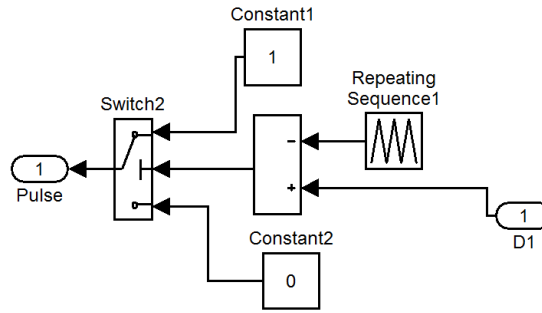 Constant1
1
Repeating
Sequence1
Switch2
−
+
1
Pulse
1
D1
Constant2
0